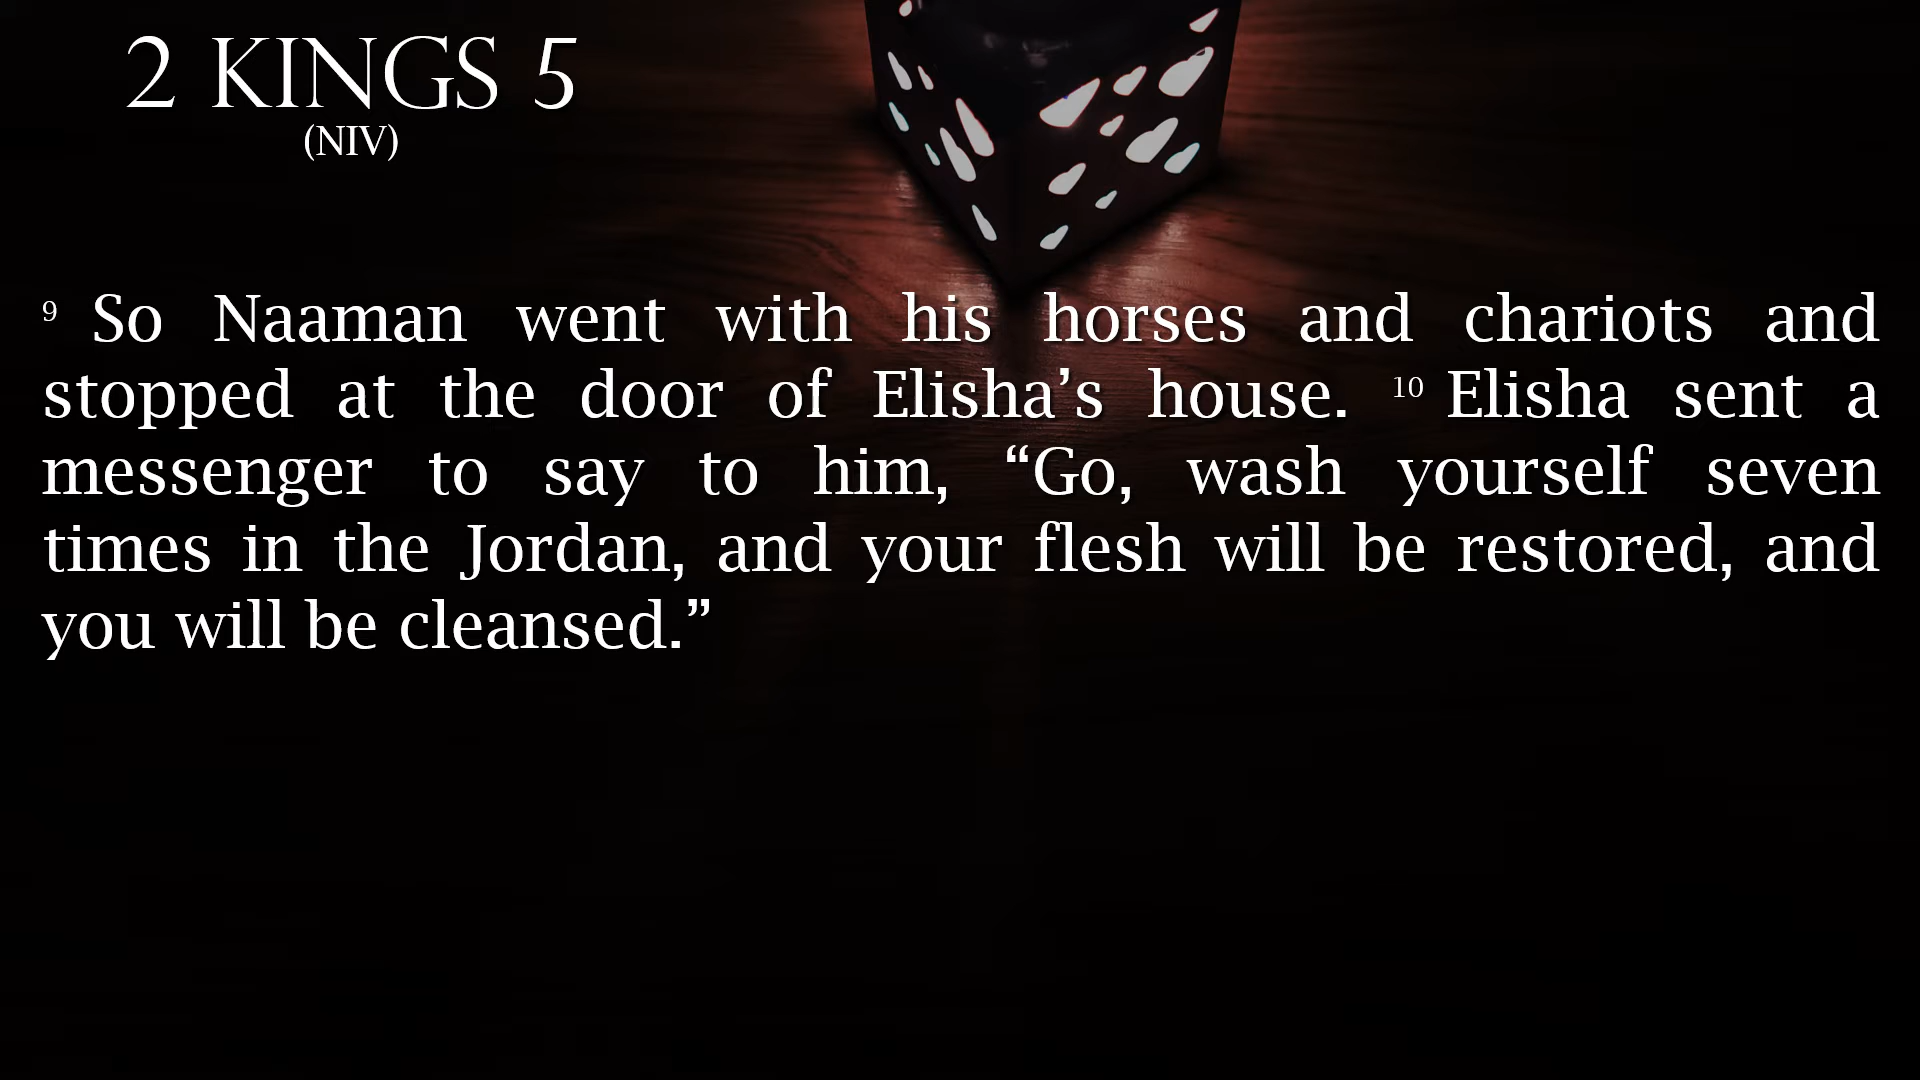 2 KINGS 5
(NIV)
9 So Naaman went with his horses and chariots and
stopped at the door of Elisha’s house. 10 Elisha sent a
messenger to say to him, “Go, wash yourself seven
times in the Jordan, and your flesh will be restored, and
you will be cleansed.”